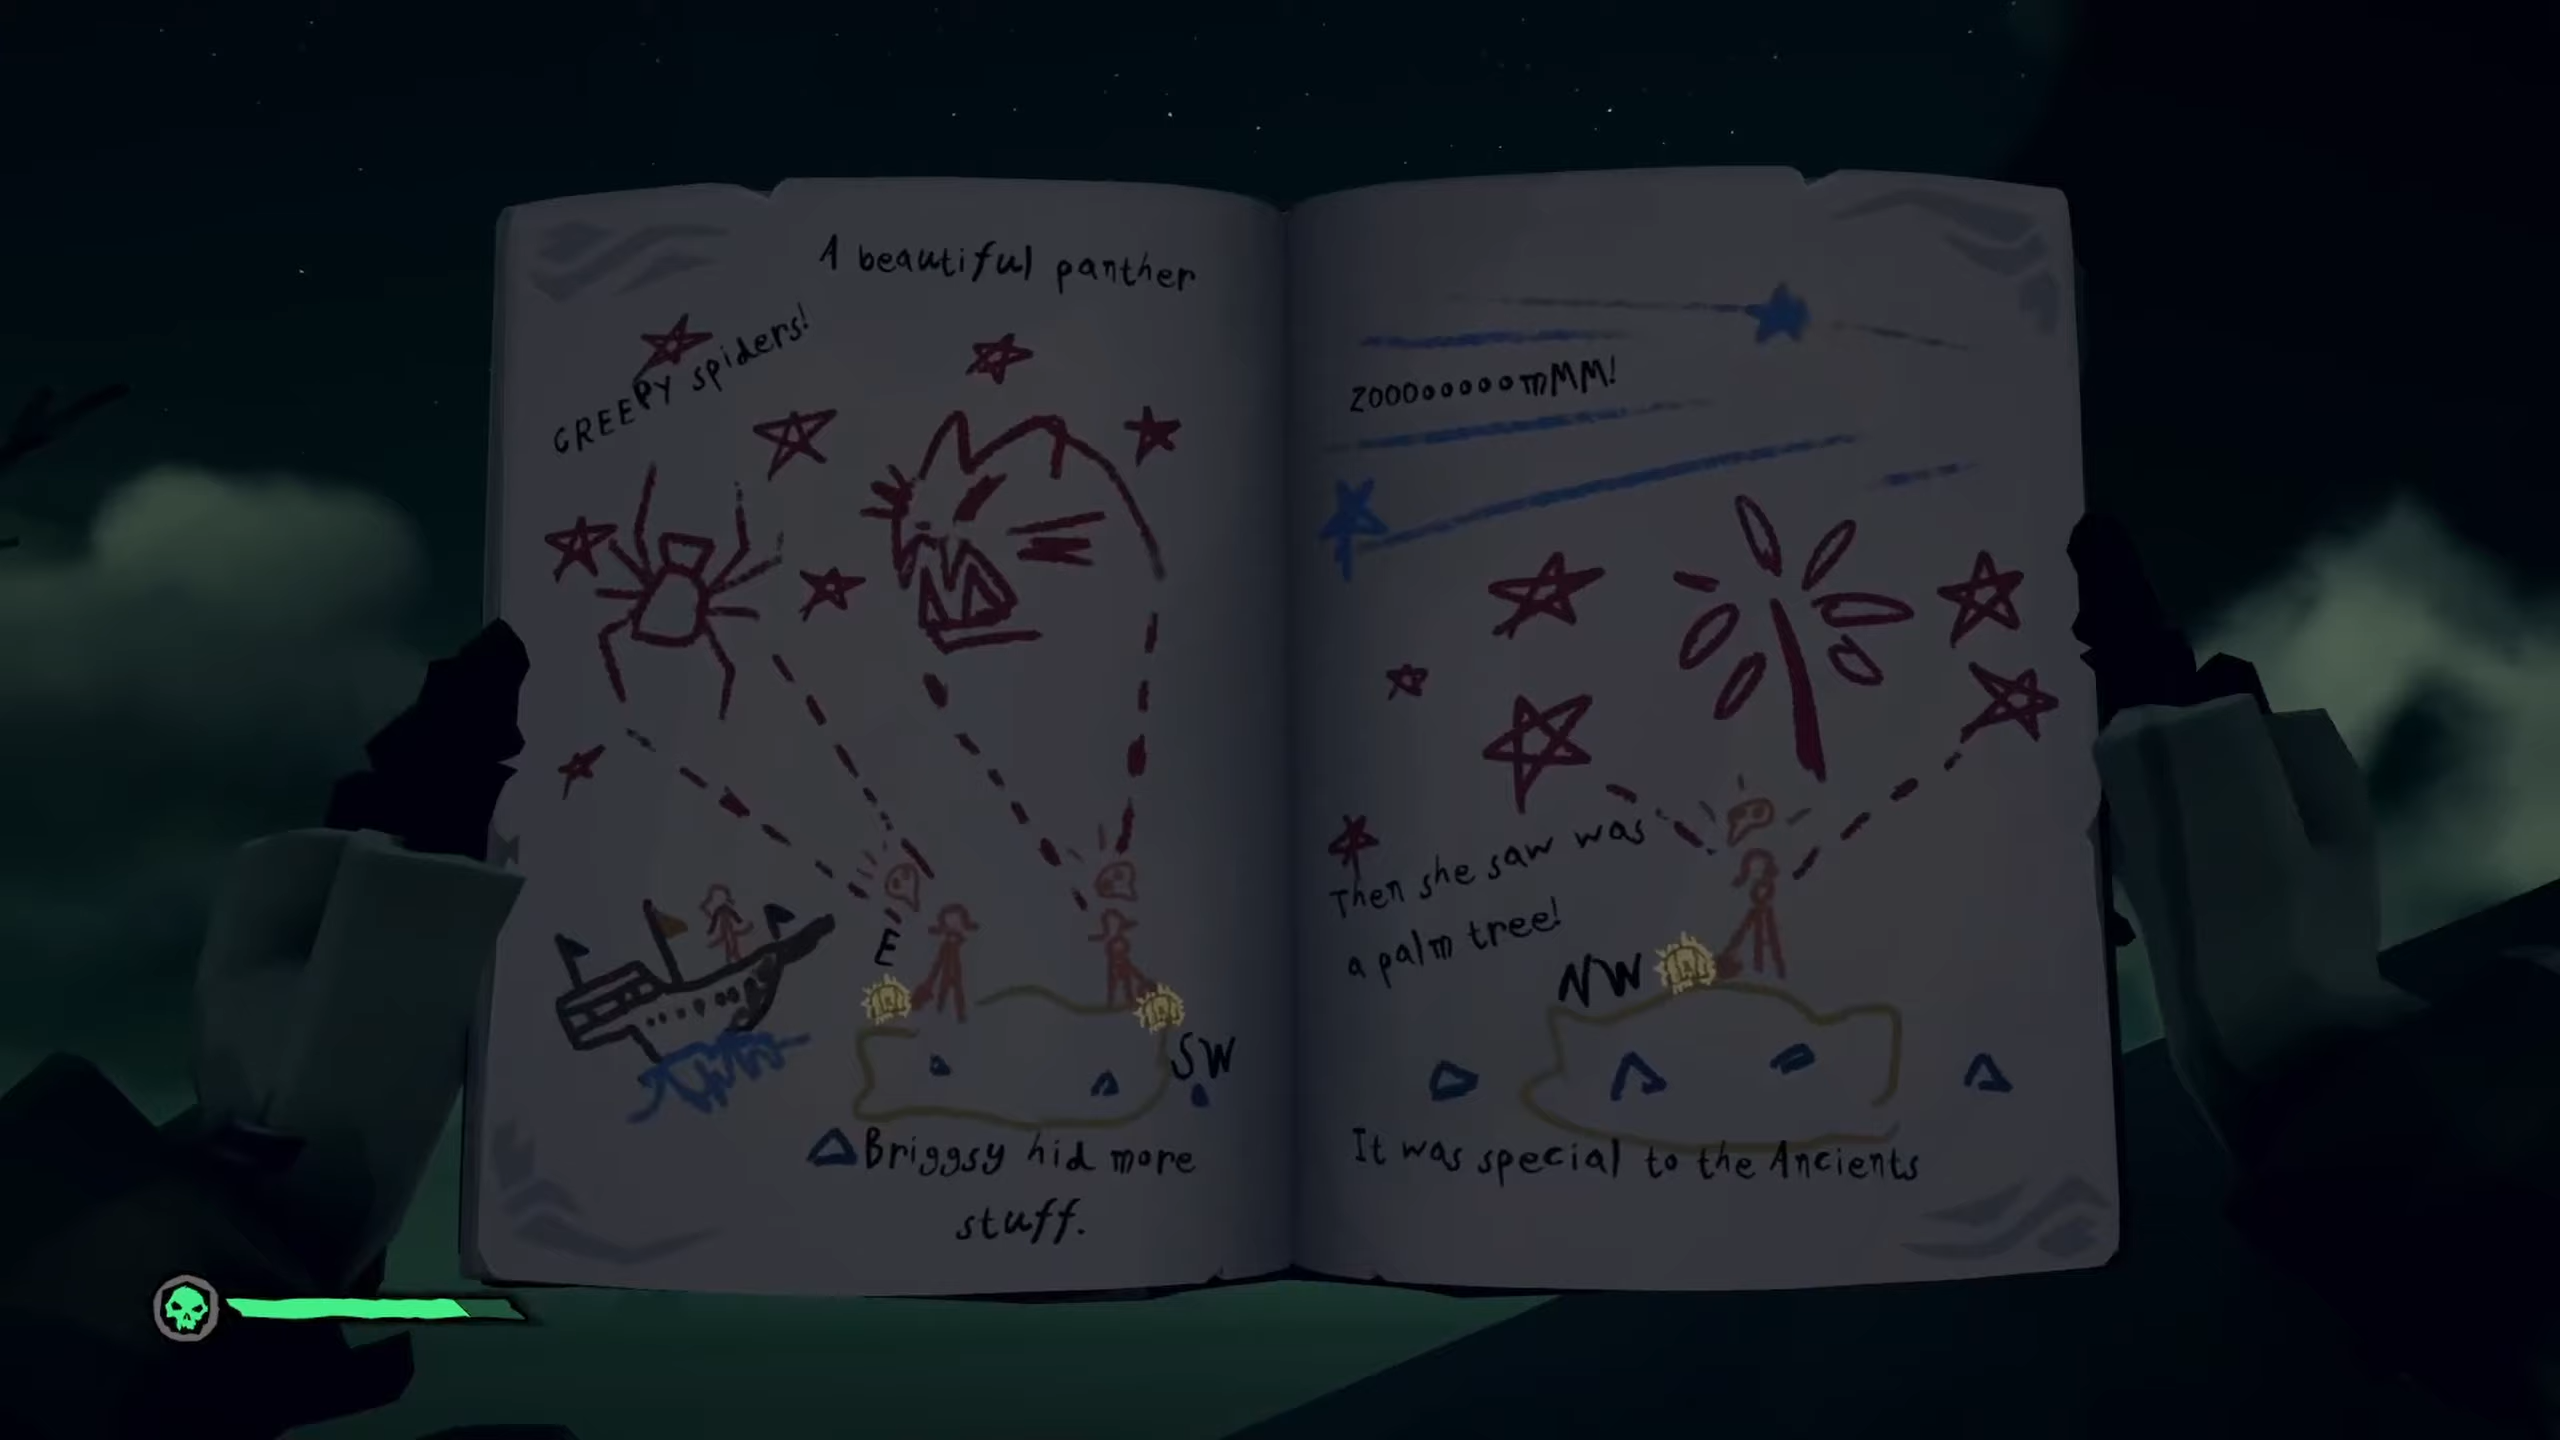 A beautiful panther
CREEPY spiders!
E
SW
Briggsy hid more
stuff.
ZOOOooooomMM!
Then she saw was
a palm tree!
NW
It was special to the Ancients